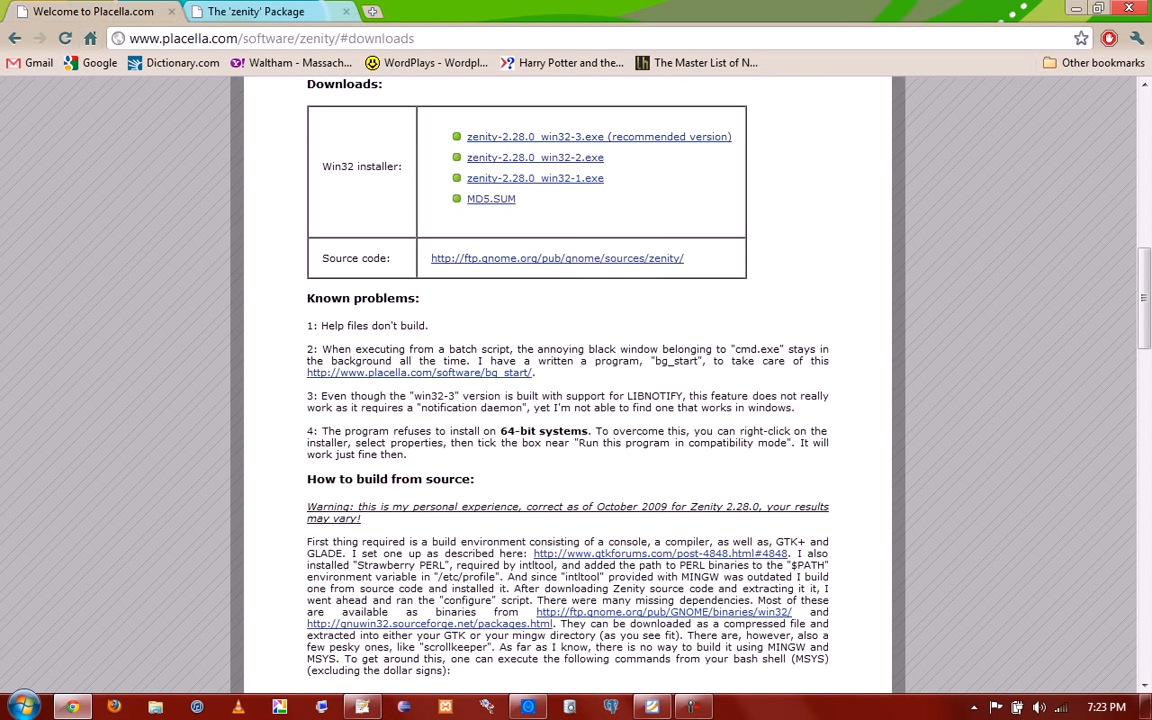 Welcome to Placella.com
The 'zenity' Package
www.placella.com/software/zenity/#downloads
Gmail
Google
Dictionary.com
Waltham - Massach...
WordPlays - Wordpl...
Harry Potter and the...
The Master List of N...
Other bookmarks
Downloads:
Win32 installer:
zenity-2.28.0_win32-3.exe (recommended version)
zenity-2.28.0_win32-2.exe
zenity-2.28.0_win32-1.exe
MD5.SUM
Source code:
http://ftp.gnome.org/pub/gnome/sources/zenity/
Known problems:
1: Help files don't build.
2: When executing from a batch script, the annoying black window belonging to "cmd.exe" stays in
the background all the time. I have a written a program, "bg_start", to take care of this
http://www.placella.com/software/bg_start/.
3: Even though the "win32-3" version is built with support for LIBNOTIFY, this feature does not really
work as it requires a "notification daemon", yet I'm not able to find one that works in windows.
4: The program refuses to install on 64-bit systems. To overcome this, you can right-click on the
installer, select properties, then tick the box near "Run this program in compatibility mode". It will
work just fine then.
How to build from source:
Warning: this is my personal experience, correct as of October 2009 for Zenity 2.28.0, your results
may vary!
First thing required is a build environment consisting of a console, a compiler, as well as, GTK+ and
GLADE. I set one up as described here: http://www.gtkforums.com/post-4848.html#4848. I also
installed "Strawberry PERL", required by intltool, and added the path to PERL binaries to the "$PATH"
environment variable in "/etc/profile". And since "intltool" provided with MINGW was outdated I build
one from source code and installed it. After downloading Zenity source code and extracting it it, I
went ahead and ran the "configure" script. There were many missing dependencies. Most of these
are available as binaries from http://ftp.gnome.org/pub/GNOME/binaries/win32/ and
http://gnuwin32.sourceforge.net/packages.html. They can be downloaded as a compressed file and
extracted into either your GTK or your mingw directory (as you see fit). There are, however, also a
few pesky ones, like "scrollkeeper". As far as I know, there is no way to build it using MINGW and
MSYS. To get around this, one can execute the following commands from your bash shell (MSYS)
(excluding the dollar signs):
7:23 PM